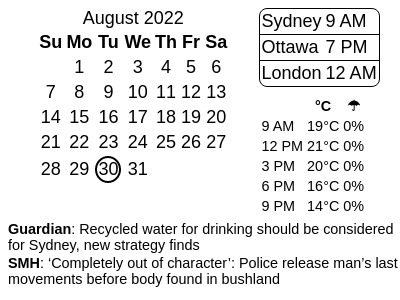 August 2022
Su Mo Tu We Th Fr Sa
1 2 3 4 5 6
7 8 9 10 11 12 13
14 15 16 17 18 19 20
21 22 23 24 25 26 27
28 29 30 31
Sydney 9 AM
Ottawa 7 PM
London 12 AM
°C ☂
9 AM 19°C 0%
12 PM 21°C 0%
3 PM 20°C 0%
6 PM 16°C 0%
9 PM 14°C 0%
Guardian: Recycled water for drinking should be considered
for Sydney, new strategy finds
SMH: ‘Completely out of character’: Police release man’s last
movements before body found in bushland